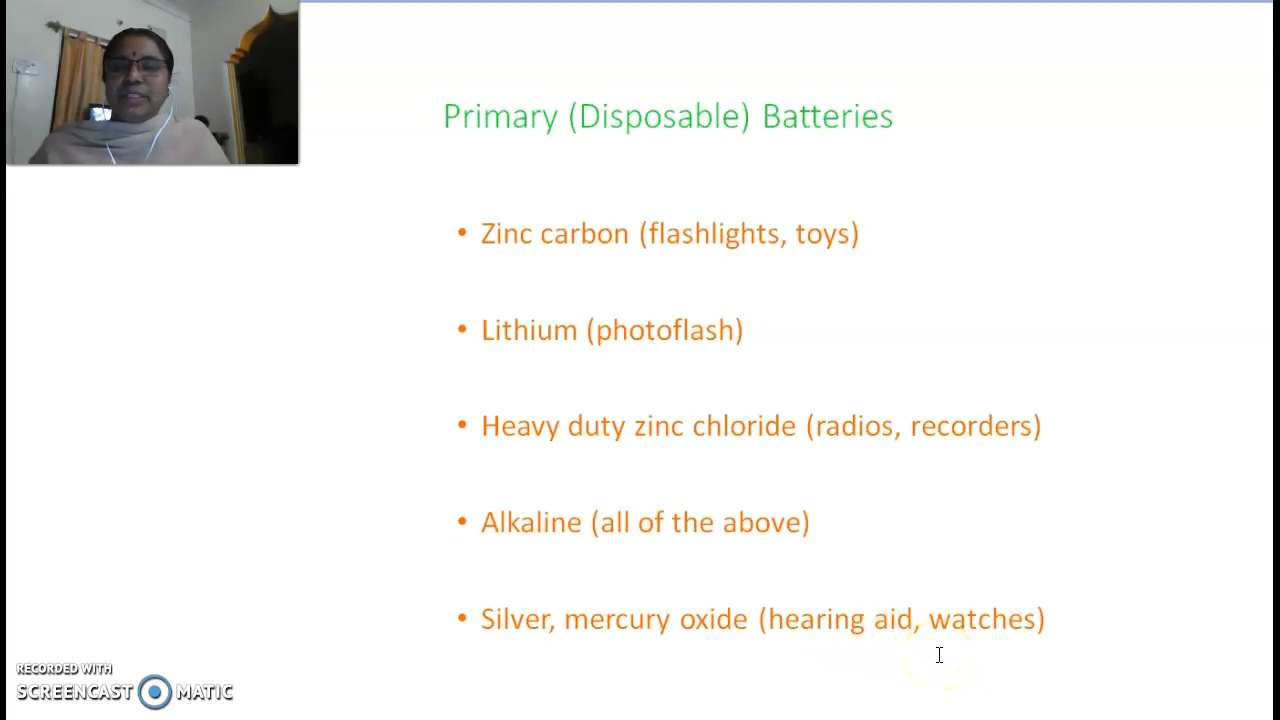 Primary (Disposable) Batteries
• Zinc carbon (flashlights, toys)
• Lithium (photoflash)
• Heavy duty zinc chloride (radios, recorders)
• Alkaline (all of the above)
• Silver, mercury oxide (hearing aid, watches)
RECORDED WITH
SCREENCAST MATIC